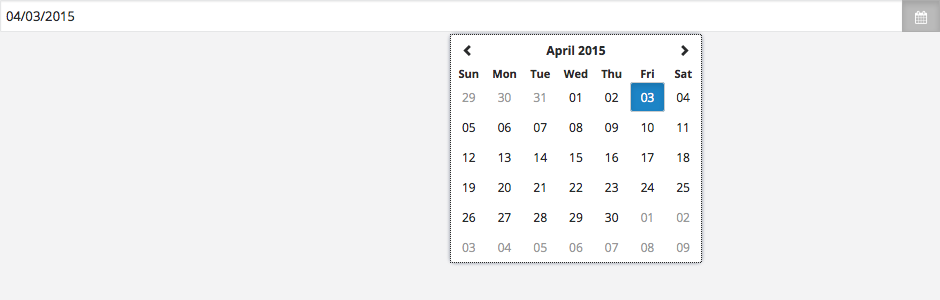 04/03/2015
April 2015
Sun Mon Tue Wed Thu Fri Sat
29 30 31 01 02 03 04
05 06 07 08 09 10 11
12 13 14 15 16 17 18
19 20 21 22 23 24 25
26 27 28 29 30 01 02
03 04 05 06 07 08 09